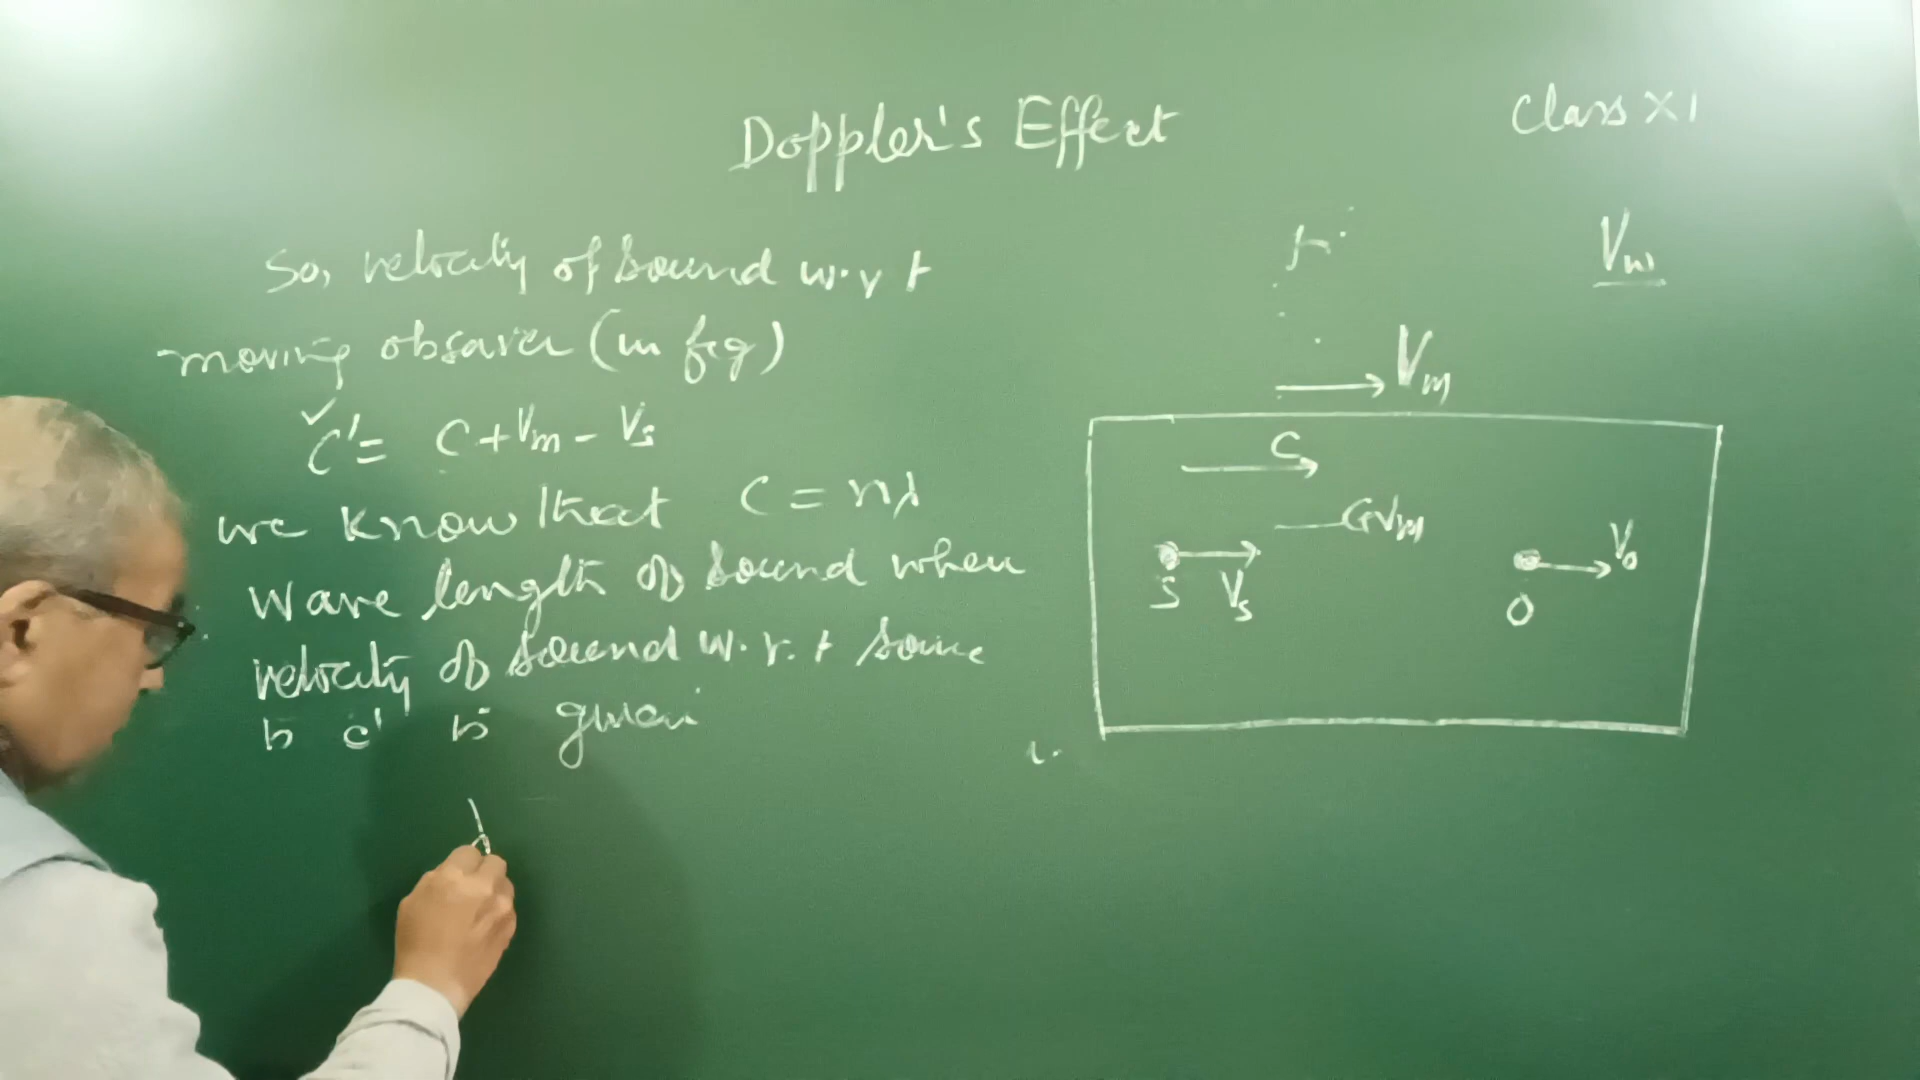 Doppler's Effect
Class XI
So, velocity of sound w.r t
moving observer (in fig)
C' = C + Vm - Vs
we know that C = nλ
Wave length of sound when
velocity of sound w.r.t some
is c' is given
λ
Vm
Vm
C
Vm
S
Vs
O
Vo